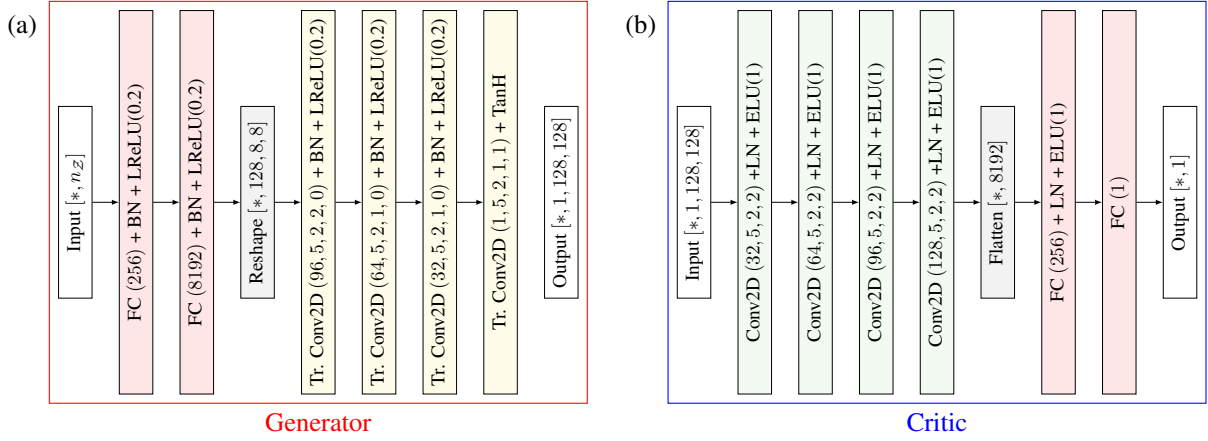 (a)
Input [∗, n_𝒵]
FC (256) + BN + LReLU(0.2)
FC (8192) + BN + LReLU(0.2)
Reshape [∗, 128, 8, 8]
Tr. Conv2D (96, 5, 2, 2, 0) + BN + LReLU(0.2)
Tr. Conv2D (64, 5, 2, 1, 0) + BN + LReLU(0.2)
Tr. Conv2D (32, 5, 2, 1, 0) + BN + LReLU(0.2)
Tr. Conv2D (1, 5, 2, 1, 1) + TanH
Output [∗, 1, 128, 128]
Generator
(b)
Input [∗, 1, 128, 128]
Conv2D (32, 5, 2, 2) +LN + ELU(1)
Conv2D (64, 5, 2, 2) +LN + ELU(1)
Conv2D (96, 5, 2, 2) +LN + ELU(1)
Conv2D (128, 5, 2, 2) +LN + ELU(1)
Flatten [∗, 8192]
FC (256) + LN + ELU(1)
FC (1)
Output [∗, 1]
Critic